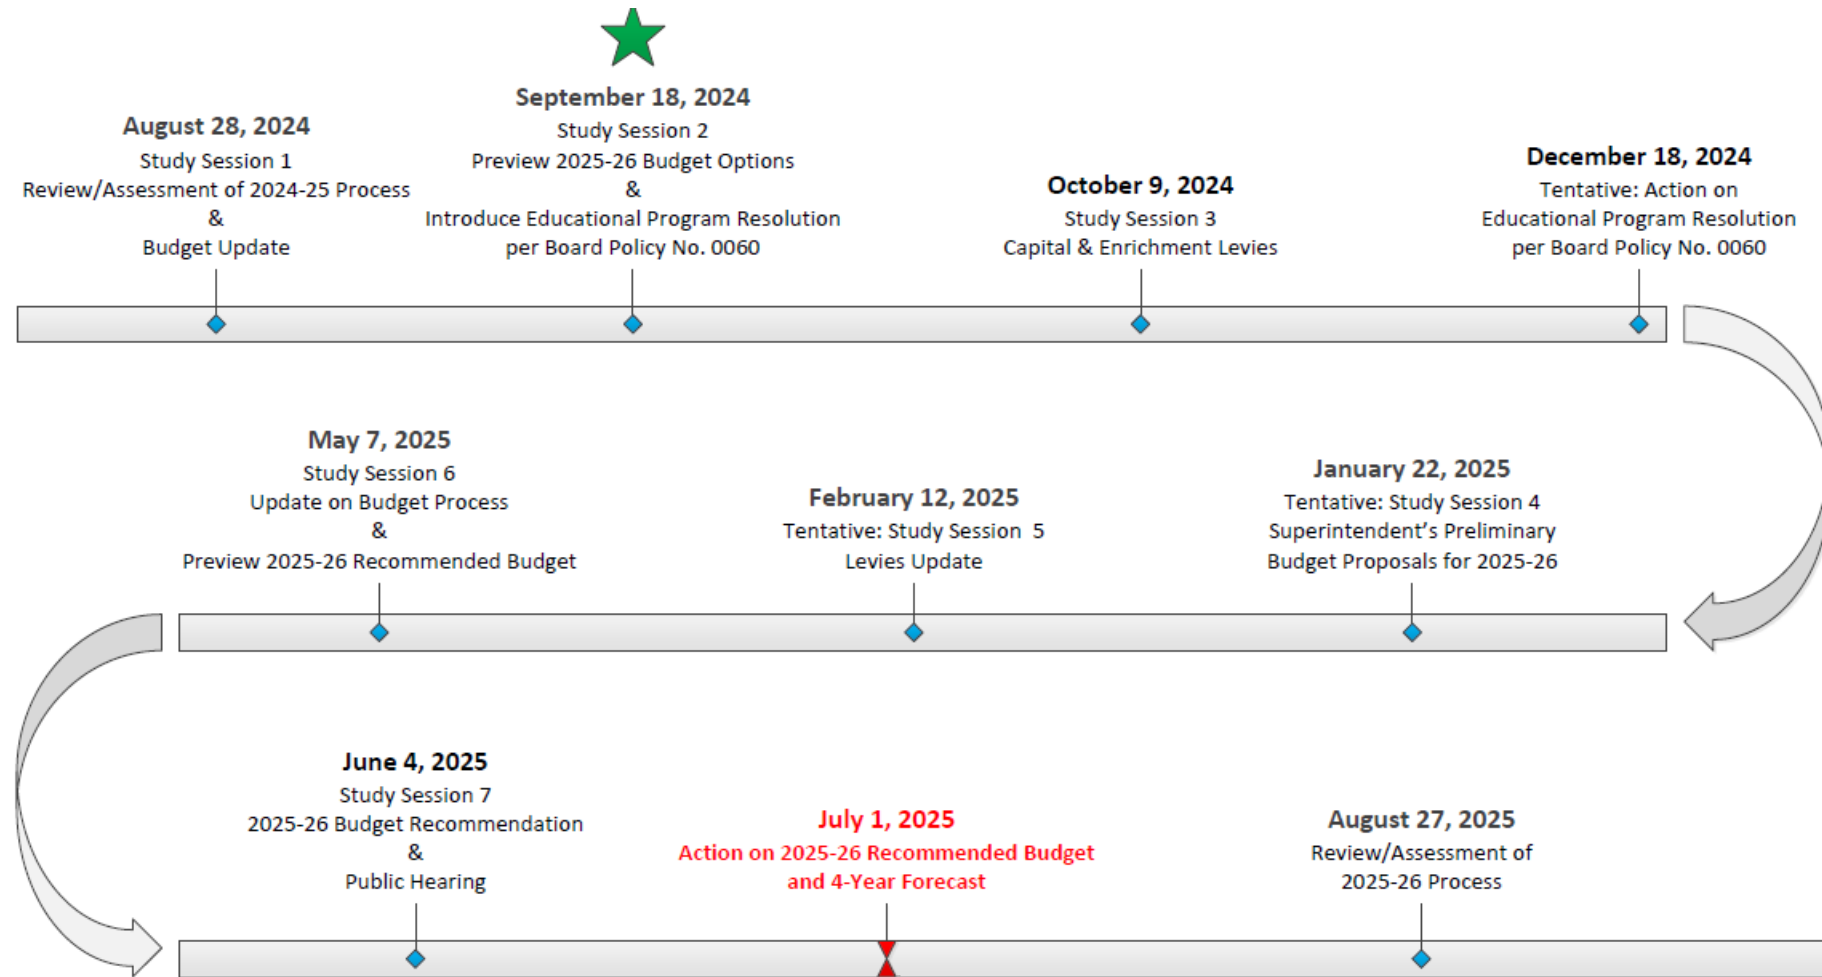 August 28, 2024
Study Session 1
Review/Assessment of 2024-25 Process
&
Budget Update
September 18, 2024
Study Session 2
Preview 2025-26 Budget Options
&
Introduce Educational Program Resolution
per Board Policy No. 0060
October 9, 2024
Study Session 3
Capital & Enrichment Levies
December 18, 2024
Tentative: Action on
Educational Program Resolution
per Board Policy No. 0060
January 22, 2025
Tentative: Study Session 4
Superintendent's Preliminary
Budget Proposals for 2025-26
February 12, 2025
Tentative: Study Session 5
Levies Update
May 7, 2025
Study Session 6
Update on Budget Process
&
Preview 2025-26 Recommended Budget
June 4, 2025
Study Session 7
2025-26 Budget Recommendation
&
Public Hearing
July 1, 2025
Action on 2025-26 Recommended Budget
and 4-Year Forecast
August 27, 2025
Review/Assessment of
2025-26 Process